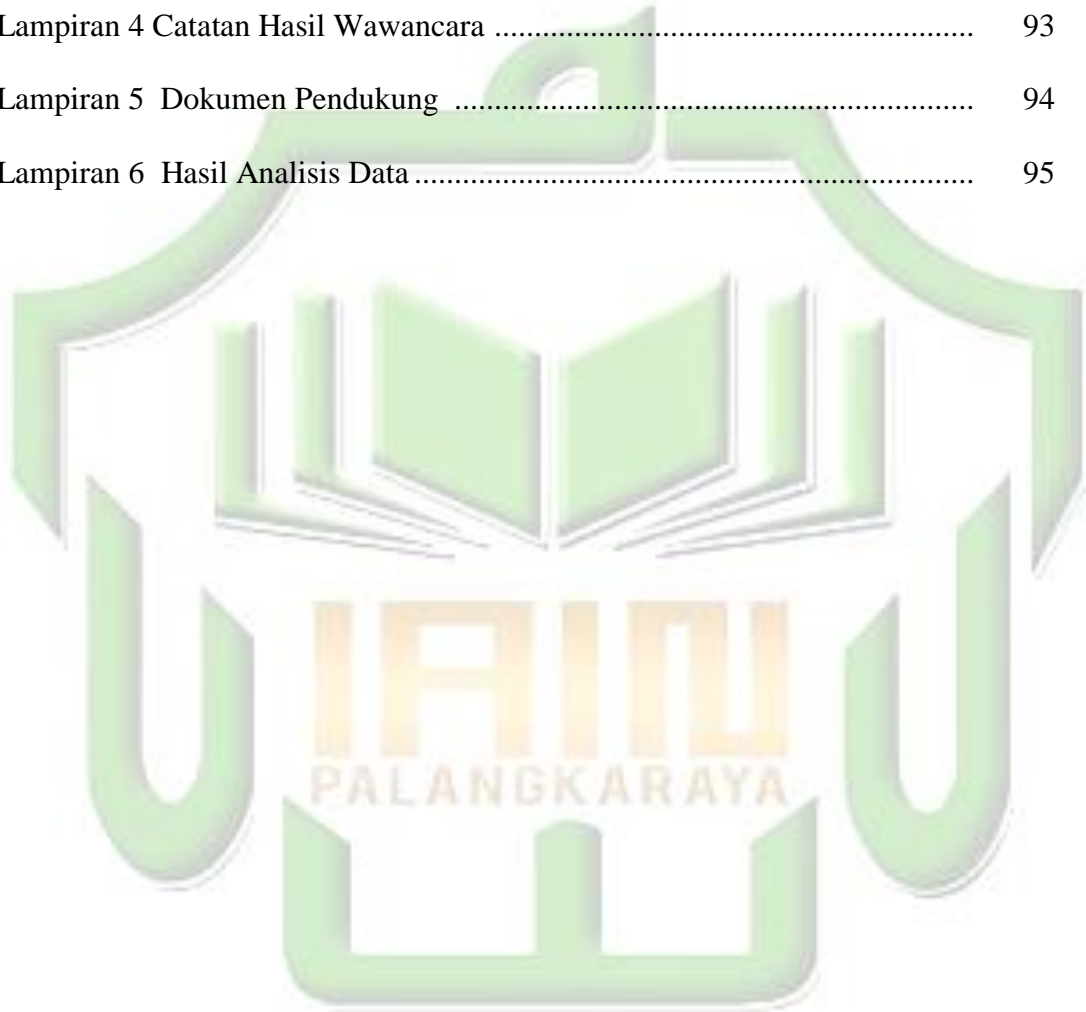 Lampiran 4 Catatan Hasil Wawancara ............................................................ 93
Lampiran 5  Dokumen Pendukung ................................................................. 94
Lampiran 6  Hasil Analisis Data ...................................................................... 95
IAIN
PALANGKARAYA